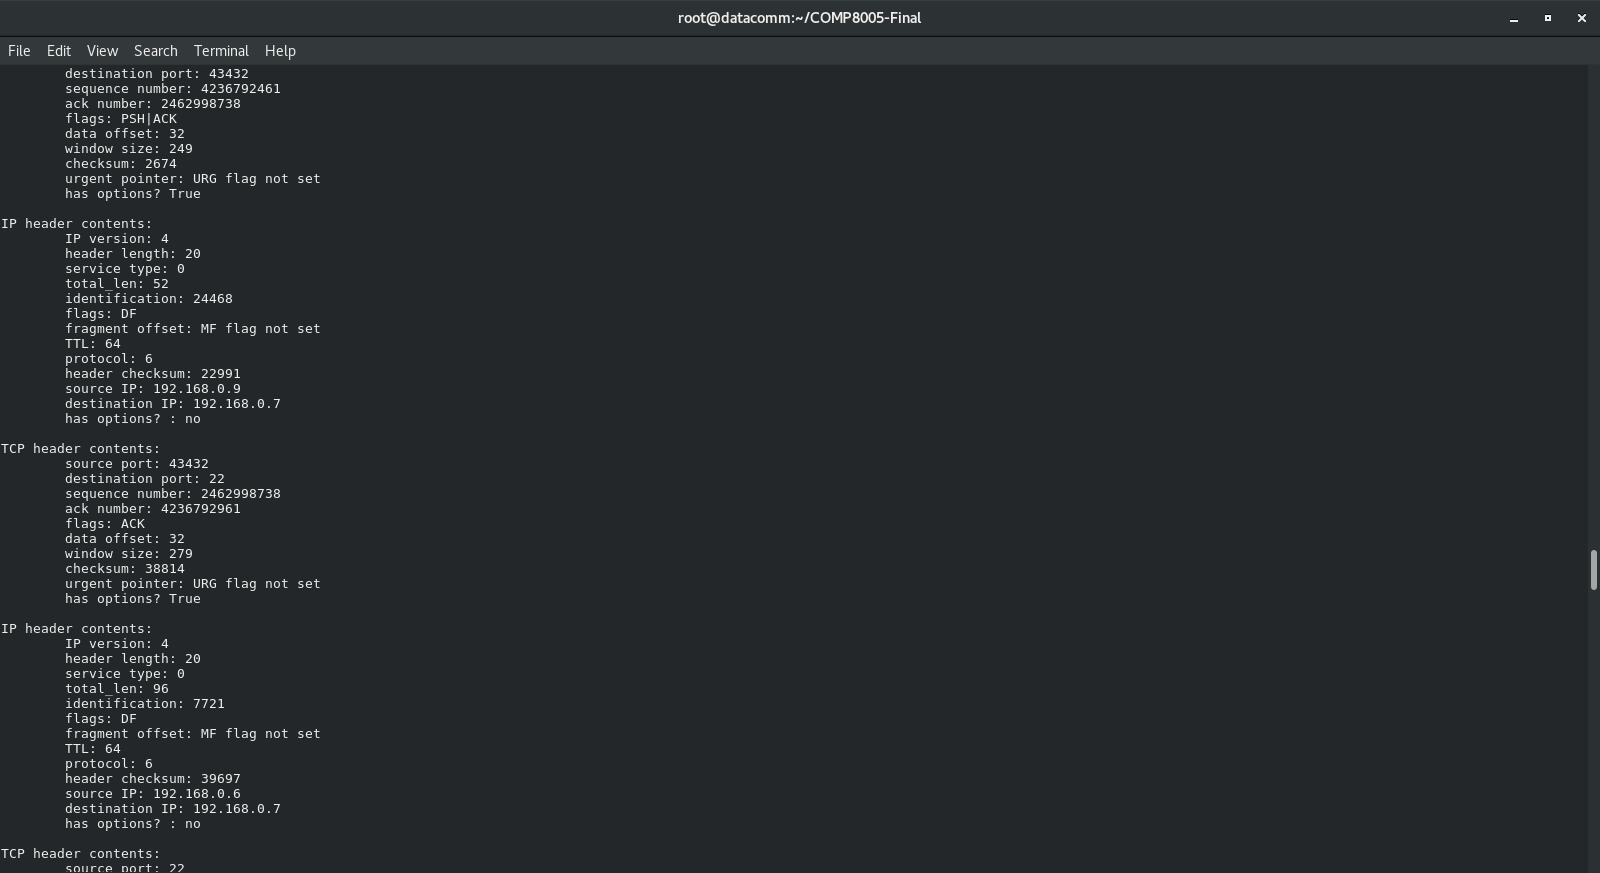 root@datacomm:~/COMP8005-Final
File Edit View Search Terminal Help
destination port: 43432
sequence number: 4236792461
ack number: 2462998738
flags: PSH|ACK
data offset: 32
window size: 249
checksum: 2674
urgent pointer: URG flag not set
has options? True
IP header contents:
IP version: 4
header length: 20
service type: 0
total_len: 52
identification: 24468
flags: DF
fragment offset: MF flag not set
TTL: 64
protocol: 6
header checksum: 22991
source IP: 192.168.0.9
destination IP: 192.168.0.7
has options? : no
TCP header contents:
source port: 43432
destination port: 22
sequence number: 2462998738
ack number: 4236792961
flags: ACK
data offset: 32
window size: 279
checksum: 38814
urgent pointer: URG flag not set
has options? True
IP header contents:
IP version: 4
header length: 20
service type: 0
total_len: 96
identification: 7721
flags: DF
fragment offset: MF flag not set
TTL: 64
protocol: 6
header checksum: 39697
source IP: 192.168.0.6
destination IP: 192.168.0.7
has options? : no
TCP header contents:
source port: 22